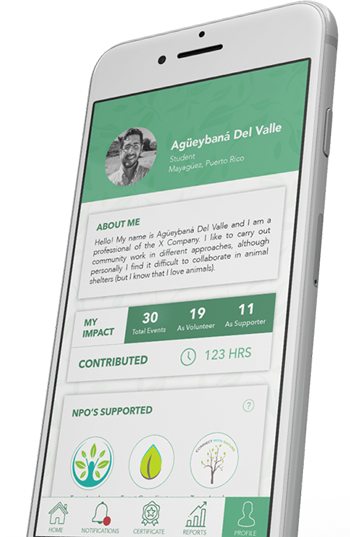 Agüeybaná Del Valle
Student
Mayagüez, Puerto Rico
ABOUT ME
Hello! My name is Agüeybaná Del Valle and I am a
professional of the X Company. I like to carry out
community work in different approaches, although
personally I find it difficult to collaborate in animal
shelters (but I know that I love animals).
MY
IMPACT
30
Total Events
19
As Volunteer
11
As Supporter
CONTRIBUTED
123 HRS
NPO'S SUPPORTED
?
HOME
NOTIFICATIONS
CERTIFICATE
REPORTS
PROFILE